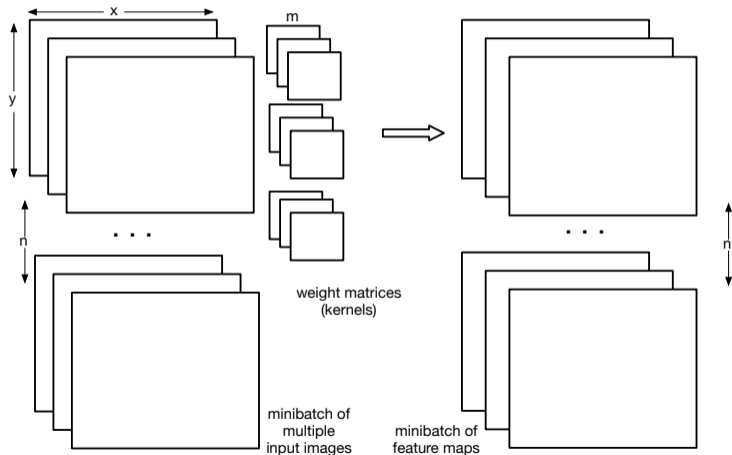 x
m
y
n
. . .
. . .
n
weight matrices
(kernels)
minibatch of
multiple
input images
minibatch of
feature maps